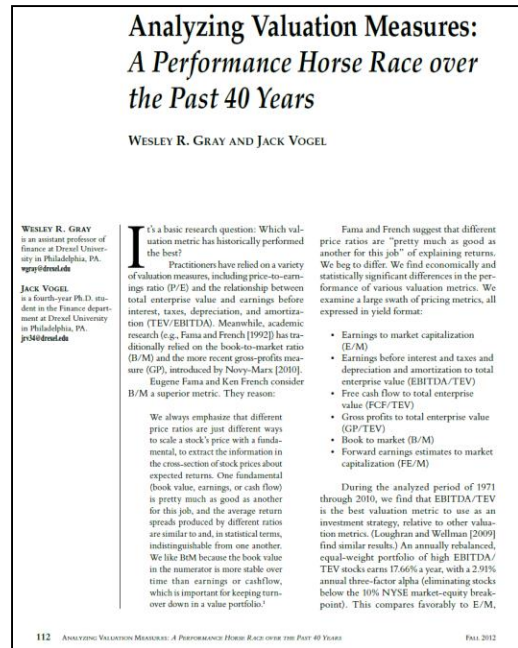 Analyzing Valuation Measures:
A Performance Horse Race over
the Past 40 Years
WESLEY R. GRAY AND JACK VOGEL
WESLEY R. GRAY
is an assistant professor of
finance at Drexel Univer-
sity in Philadelphia, PA.
wgray@drexel.edu
JACK VOGEL
is a fourth-year Ph.D. stu-
dent in the Finance depart-
ment at Drexel University
in Philadelphia, PA.
jrv34@drexel.edu
It's a basic research question: Which val-
uation metric has historically performed
the best?
Practitioners have relied on a variety
of valuation measures, including price-to-earn-
ings ratio (P/E) and the relationship between
total enterprise value and earnings before
interest, taxes, depreciation, and amortiza-
tion (TEV/EBITDA). Meanwhile, academic
research (e.g., Fama and French [1992]) has tra-
ditionally relied on the book-to-market ratio
(B/M) and the more recent gross-profits mea-
sure (GP), introduced by Novy-Marx [2010].
Eugene Fama and Ken French consider
B/M a superior metric. They reason:
We always emphasize that different
price ratios are just different ways
to scale a stock's price with a funda-
mental, to extract the information in
the cross-section of stock prices about
expected returns. One fundamental
(book value, earnings, or cash flow)
is pretty much as good as another
for this job, and the average return
spreads produced by different ratios
are similar to and, in statistical terms,
indistinguishable from one another.
We like BtM because the book value
in the numerator is more stable over
time than earnings or cashflow,
which is important for keeping turn-
over down in a value portfolio.¹
Fama and French suggest that different
price ratios are "pretty much as good as
another for this job" of explaining returns.
We beg to differ. We find economically and
statistically significant differences in the per-
formance of various valuation metrics. We
examine a large swath of pricing metrics, all
expressed in yield format:
• Earnings to market capitalization
(E/M)
• Earnings before interest and taxes and
depreciation and amortization to total
enterprise value (EBITDA/TEV)
• Free cash flow to total enterprise
value (FCF/TEV)
• Gross profits to total enterprise value
(GP/TEV)
• Book to market (B/M)
• Forward earnings estimates to market
capitalization (FE/M)
During the analyzed period of 1971
through 2010, we find that EBITDA/TEV
is the best valuation metric to use as an
investment strategy, relative to other valua-
tion metrics. (Loughran and Wellman [2009]
find similar results.) An annually rebalanced,
equal-weight portfolio of high EBITDA/
TEV stocks earns 17.66% a year, with a 2.91%
annual three-factor alpha (eliminating stocks
below the 10% NYSE market-equity break-
point). This compares favorably to E/M,
112 ANALYZING VALUATION MEASURES: A PERFORMANCE HORSE RACE OVER THE PAST 40 YEARS
FALL 2012